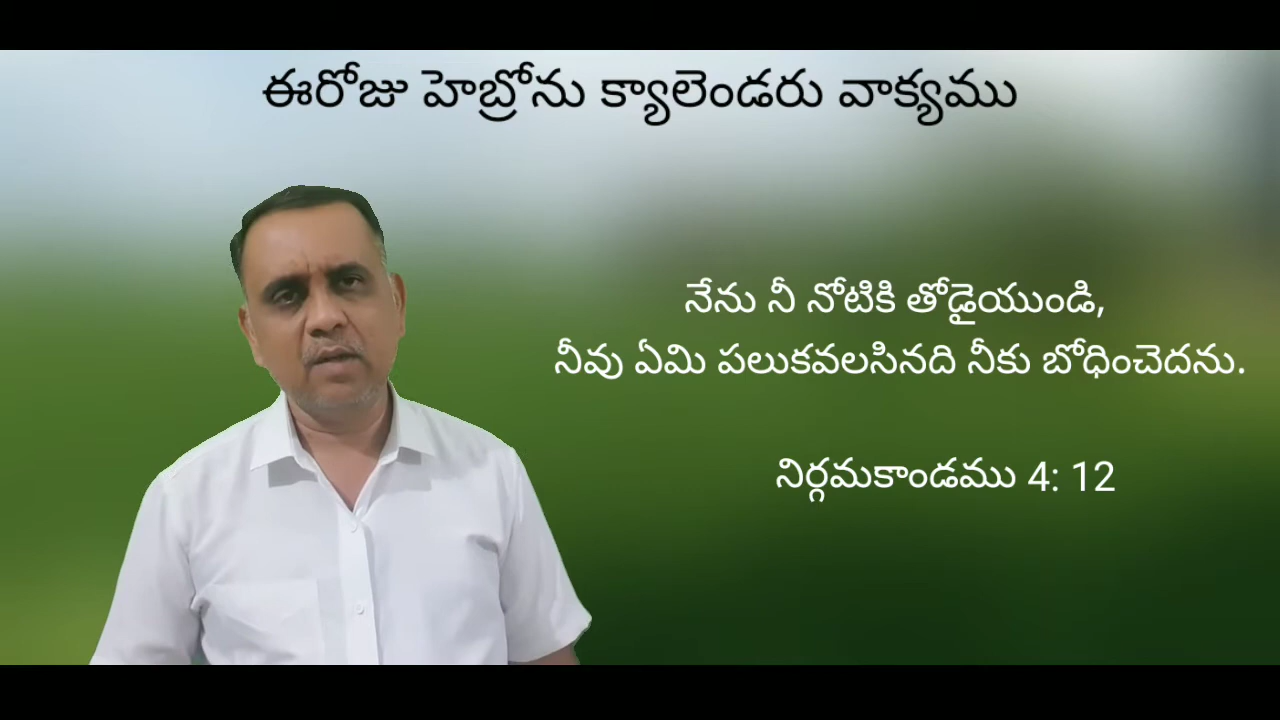 ఈరోజు హెబ్రోను క్యాలెండరు వాక్యము
నేను నీ నోటికి తోడైయుండి,
నీవు ఏమి పలుకవలసినది నీకు బోధించెదను.
నిర్గమకాండము 4: 12